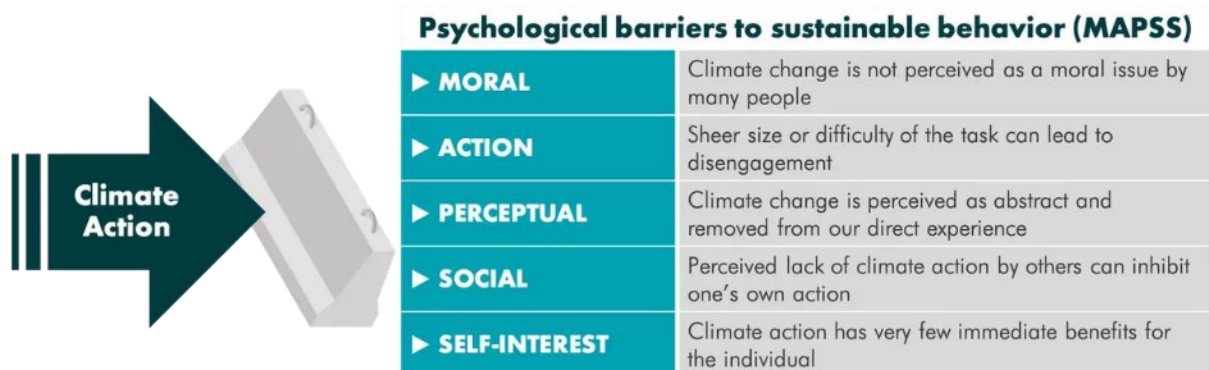 Psychological barriers to sustainable behavior (MAPSS)
Climate
Action
► MORAL
Climate change is not perceived as a moral issue by
many people
► ACTION
Sheer size or difficulty of the task can lead to
disengagement
► PERCEPTUAL
Climate change is perceived as abstract and
removed from our direct experience
► SOCIAL
Perceived lack of climate action by others can inhibit
one's own action
► SELF-INTEREST
Climate action has very few immediate benefits for
the individual